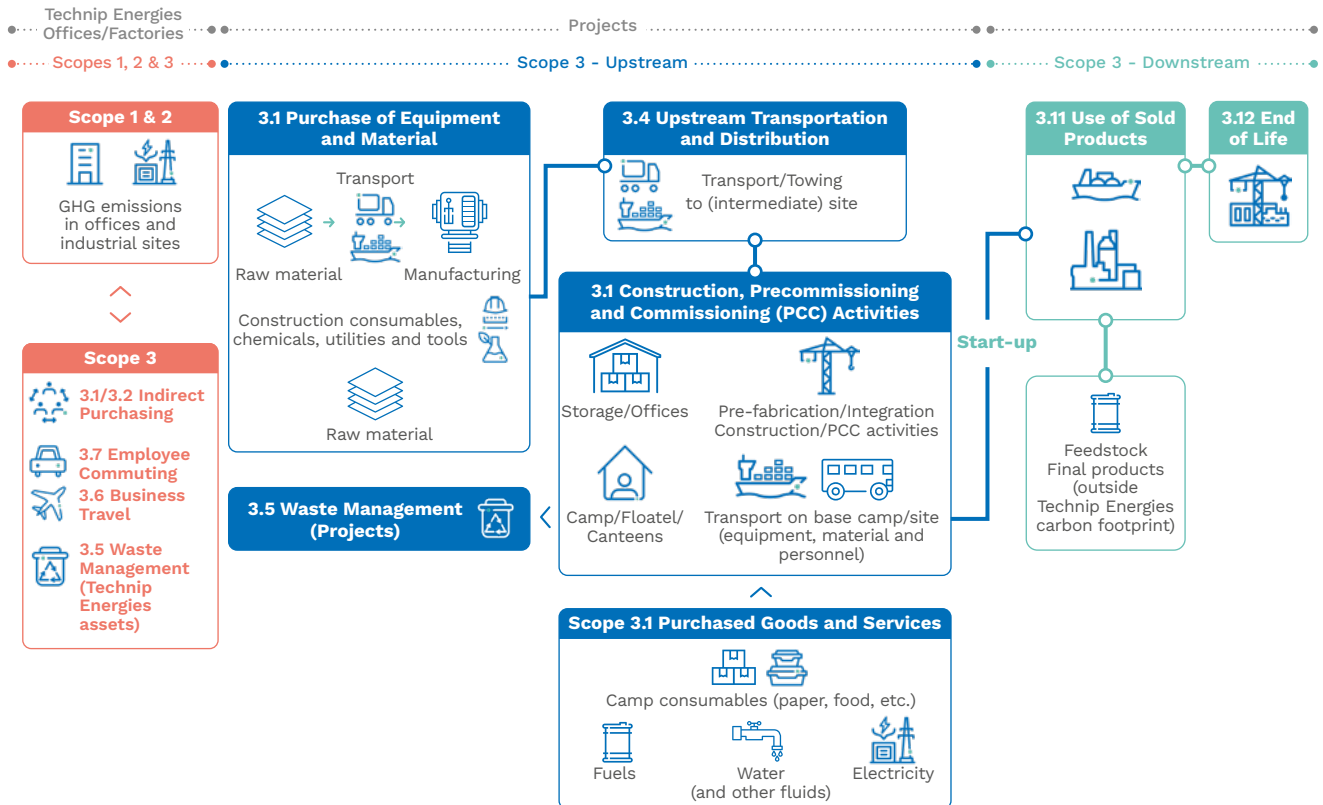 Technip Energies
Offices/Factories
Projects
Scopes 1, 2 & 3
Scope 3 - Upstream
Scope 3 - Downstream
Scope 1 & 2
GHG emissions
in offices and
industrial sites
Scope 3
3.1/3.2 Indirect
Purchasing
3.7 Employee
Commuting
3.6 Business
Travel
3.5 Waste
Management
(Technip
Energies
assets)
3.1 Purchase of Equipment
and Material
Transport
Raw material
Manufacturing
Construction consumables,
chemicals, utilities and tools
Raw material
3.5 Waste Management
(Projects)
3.4 Upstream Transportation
and Distribution
Transport/Towing
to (intermediate) site
3.1 Construction, Precommissioning
and Commissioning (PCC) Activities
Storage/Offices
Pre-fabrication/Integration
Construction/PCC activities
Camp/Floatel/
Canteens
Transport on base camp/site
(equipment, material and
personnel)
Scope 3.1 Purchased Goods and Services
Camp consumables (paper, food, etc.)
Fuels
Water
(and other fluids)
Electricity
Start-up
3.11 Use of Sold
Products
3.12 End
of Life
Feedstock
Final products
(outside
Technip Energies
carbon footprint)